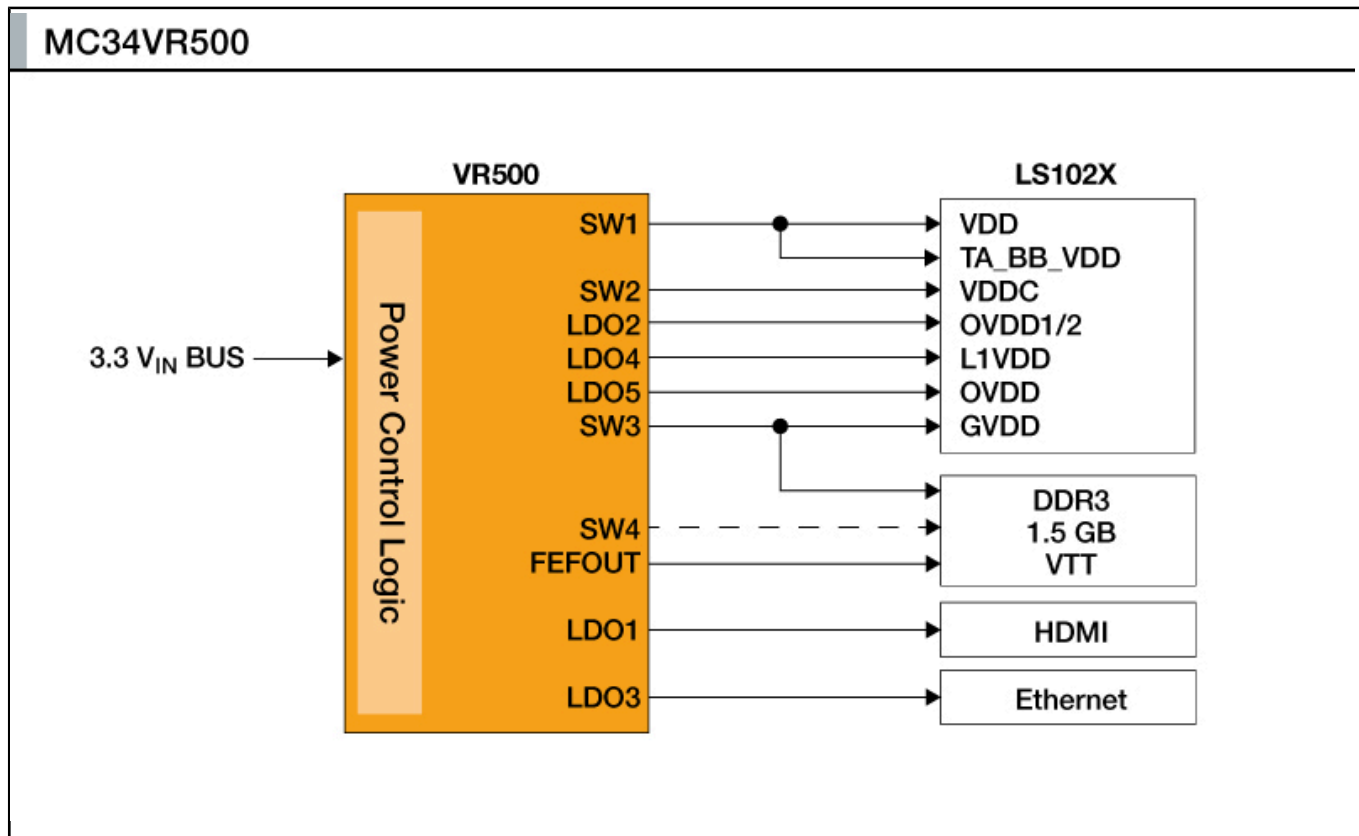 MC34VR500
VR500
LS102X
Power Control Logic
3.3 VIN BUS
SW1
SW2
LDO2
LDO4
LDO5
SW3
SW4
FEFOUT
LDO1
LDO3
VDD
TA_BB_VDD
VDDC
OVDD1/2
L1VDD
OVDD
GVDD
DDR3
1.5 GB
VTT
HDMI
Ethernet